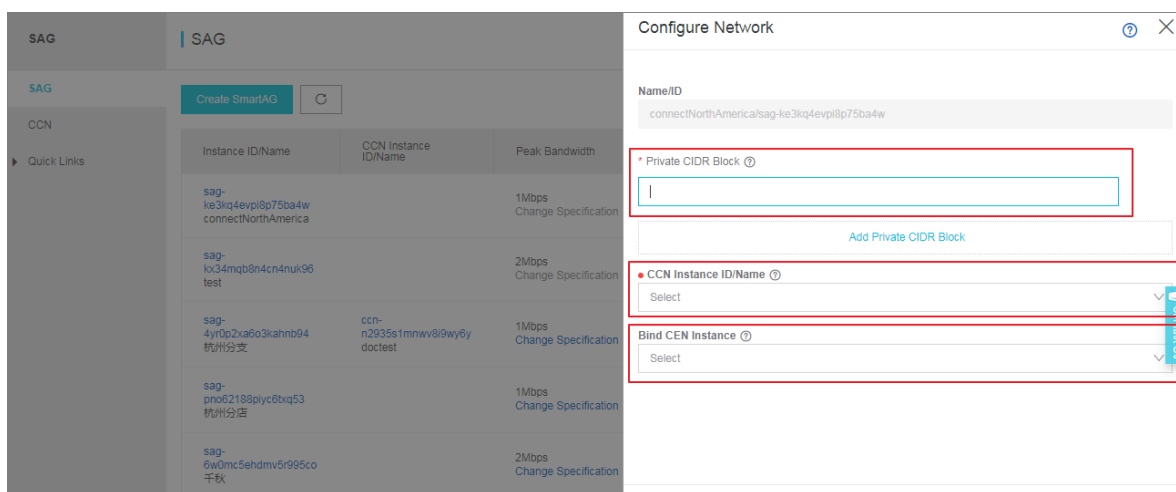 SAG
SAG
CCN
Quick Links
SAG
Create SmartAG
Instance ID/Name
CCN Instance
ID/Name
Peak Bandwidth
sag-
ke3kq4evpi8p75ba4w
connectNorthAmerica
1Mbps
Change Specification
sag-
kx34mqb8n4cn4nuk96
test
2Mbps
Change Specification
sag-
4yr0p2xa6o3kahnb94
杭州分支
ccn-
n2935s1mnwv8i9wy6y
doctest
1Mbps
Change Specification
sag-
pno62188piyc6txq53
杭州分店
1Mbps
Change Specification
sag-
6w0mc5ehdmv5r995co
千秋
2Mbps
Change Specification
Configure Network
Name/ID
connectNorthAmerica/sag-ke3kq4evpi8p75ba4w
* Private CIDR Block
Add Private CIDR Block
CCN Instance ID/Name
Select
Bind CEN Instance
Select